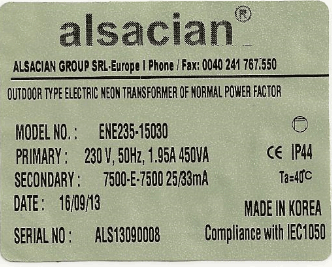 alsacian®
ALSACIAN GROUP SRL-Europe I Phone / Fax: 0040 241 767.550
OUTDOOR TYPE ELECTRIC NEON TRANSFORMER OF NORMAL POWER FACTOR
MODEL NO. : ENE235-15030
PRIMARY : 230 V, 50Hz, 1.95A 450VA CE IP44
SECONDARY : 7500-E-7500 25/33mA Ta=40°C
DATE : 16/09/13 MADE IN KOREA
SERIAL NO : ALS13090008 Compliance with IEC1050